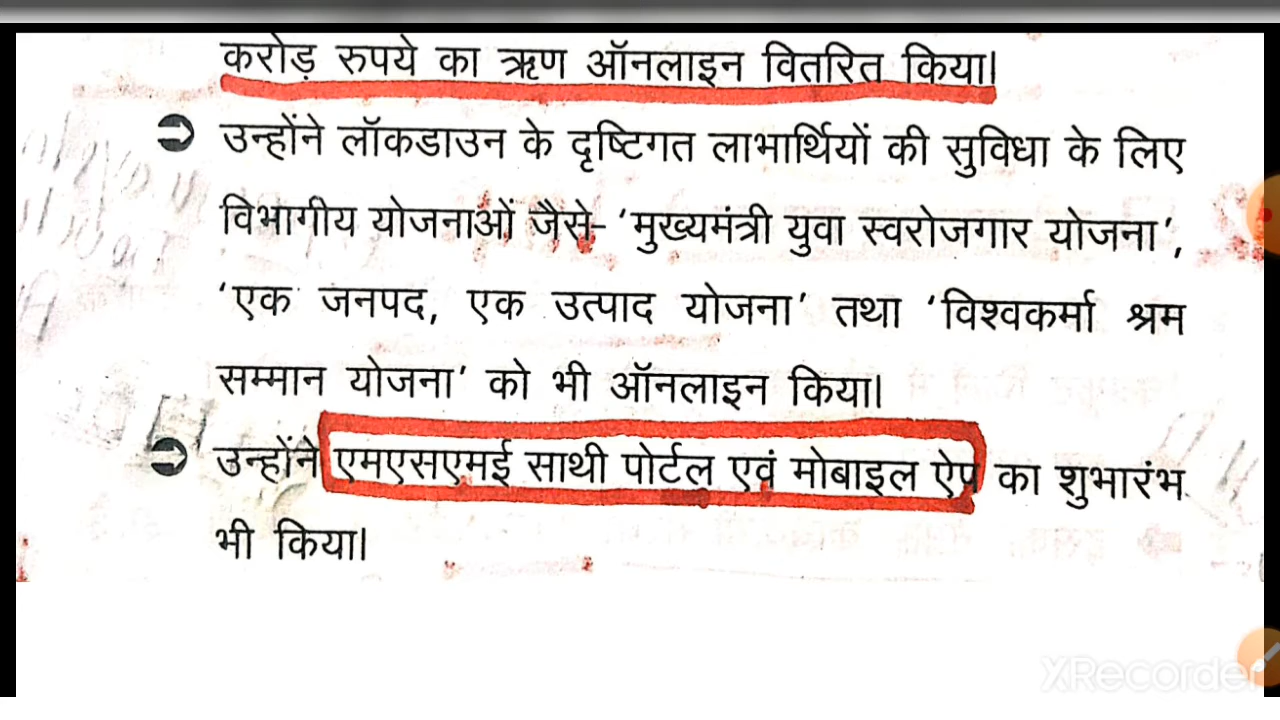 करोड़ रुपये का ऋण ऑनलाइन वितरित किया।
➲ उन्होंने लॉकडाउन के दृष्टिगत लाभार्थियों की सुविधा के लिए
विभागीय योजनाओं जैसे– ‘मुख्यमंत्री युवा स्वरोजगार योजना’,
‘एक जनपद, एक उत्पाद योजना’ तथा ‘विश्वकर्मा श्रम
सम्मान योजना’ को भी ऑनलाइन किया।
➲ उन्होंने एमएसएमई साथी पोर्टल एवं मोबाइल ऐप का शुभारंभ
भी किया।
XRecorder